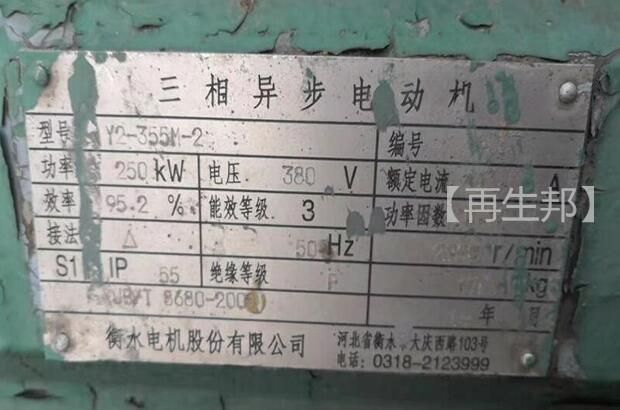 三相异步电动机
型号 Y2-355M-2 编号
功率 250 kW 电压 380 V 额定电流 A
效率 95.2 % 能效等级 3 功率因数
接法 △ 50 Hz r/min
S1 IP 55 绝缘等级 F kg
JB/T 8680-200 年 月
衡水电机股份有限公司
河北省衡水、大庆西路103号
电话: 0318-2123999
【再生邦】